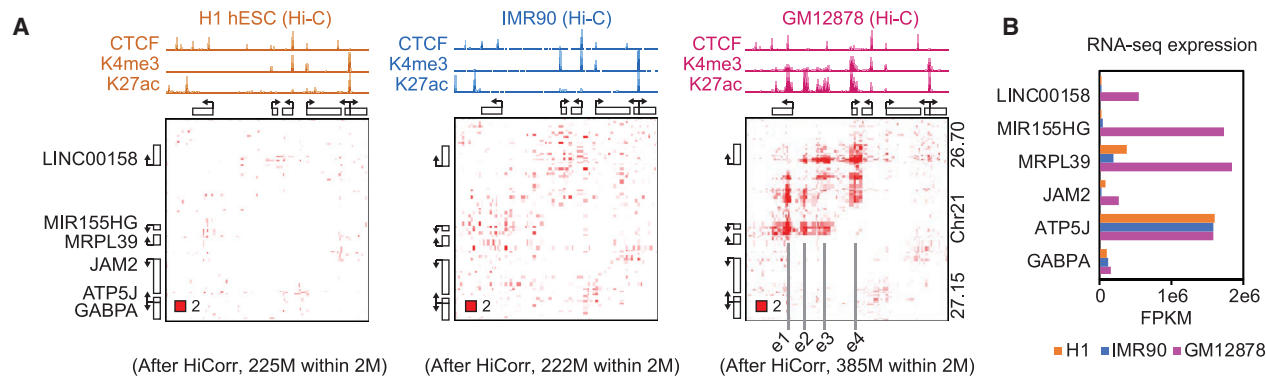 A
H1 hESC (Hi-C)
IMR90 (Hi-C)
GM12878 (Hi-C)
CTCF
K4me3
K27ac
CTCF
K4me3
K27ac
CTCF
K4me3
K27ac
LINC00158
MIR155HG
MRPL39
JAM2
ATP5J
GABPA
2
2
2
26.70
Chr21
27.15
e1
e2
e3
e4
(After HiCorr, 225M within 2M)
(After HiCorr, 222M within 2M)
(After HiCorr, 385M within 2M)
B
RNA-seq expression
LINC00158
MIR155HG
MRPL39
JAM2
ATP5J
GABPA
0
1e6
2e6
FPKM
H1
IMR90
GM12878